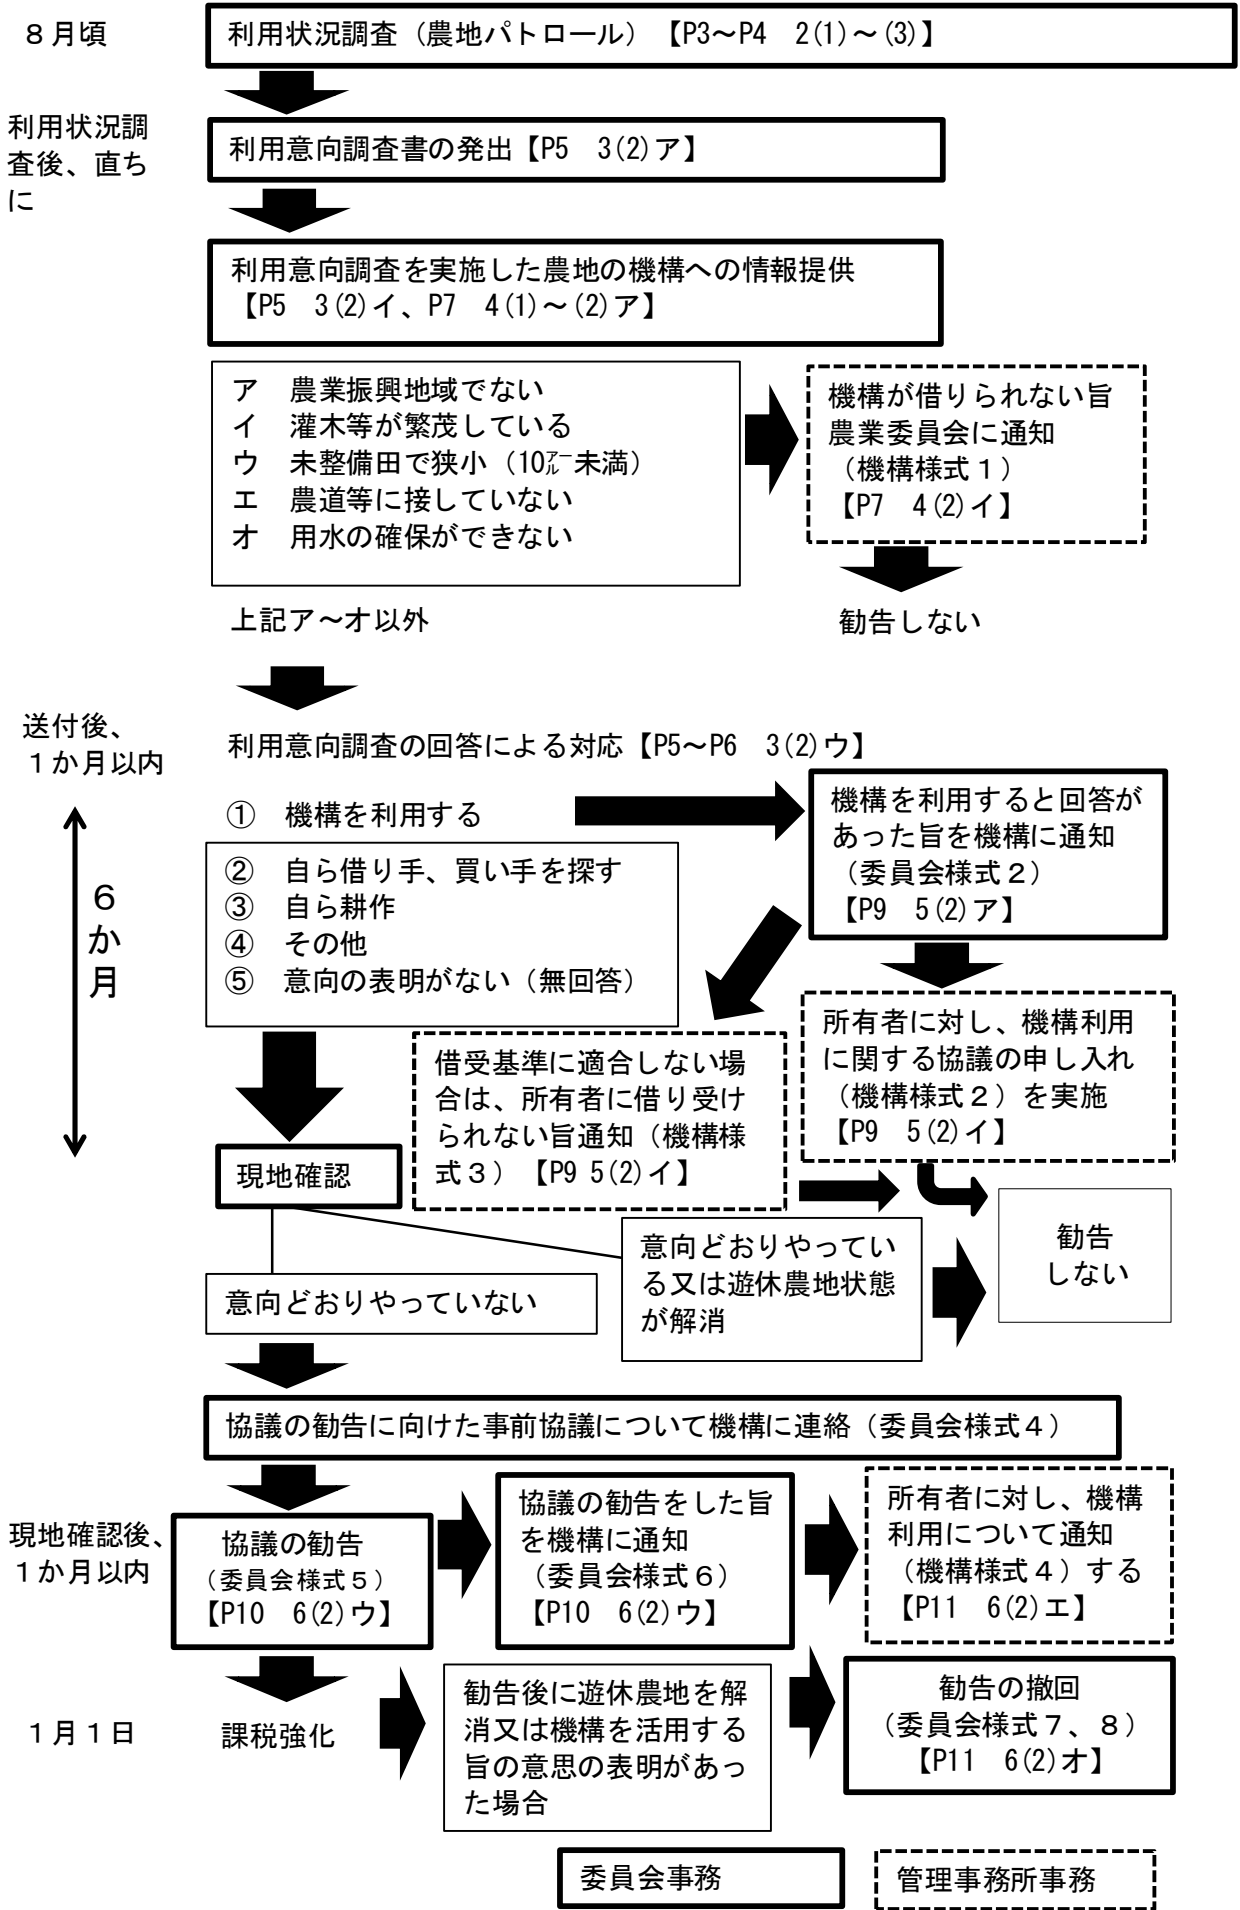 ８月頃
利用状況調査（農地パトロール）【P3～P4　2(1)～(3)】
利用状況調
査後、直ち
に
利用意向調査書の発出【P5　3(2)ア】
利用意向調査を実施した農地の機構への情報提供
【P5　3(2)イ、P7　4(1)～(2)ア】
ア　農業振興地域でない
イ　灌木等が繁茂している
ウ　未整備田で狭小（10㌃未満）
エ　農道等に接していない
オ　用水の確保ができない
機構が借りられない旨
農業委員会に通知
（機構様式１）
【P7　4(2)イ】
上記ア～オ以外
勧告しない
送付後、
１か月以内
利用意向調査の回答による対応【P5～P6　3(2)ウ】
６か月
①　機構を利用する
②　自ら借り手、買い手を探す
③　自ら耕作
④　その他
⑤　意向の表明がない（無回答）
機構を利用すると回答が
あった旨を機構に通知
（委員会様式２）
【P9　5(2)ア】
借受基準に適合しない場
合は、所有者に借り受け
られない旨通知（機構様
式３）【P9 5(2)イ】
所有者に対し、機構利用
に関する協議の申し入れ
（機構様式２）を実施
【P9　5(2)イ】
現地確認
意向どおりやっていない
意向どおりやってい
る又は遊休農地状態
が解消
勧告
しない
協議の勧告に向けた事前協議について機構に連絡（委員会様式４）
現地確認後、
１か月以内
協議の勧告
（委員会様式５）
【P10　6(2)ウ】
協議の勧告をした旨
を機構に通知
（委員会様式６）
【P10　6(2)ウ】
所有者に対し、機構
利用について通知
（機構様式４）する
【P11　6(2)エ】
１月１日
課税強化
勧告後に遊休農地を解
消又は機構を活用する
旨の意思の表明があっ
た場合
勧告の撤回
（委員会様式７、８）
【P11　6(2)オ】
委員会事務
管理事務所事務